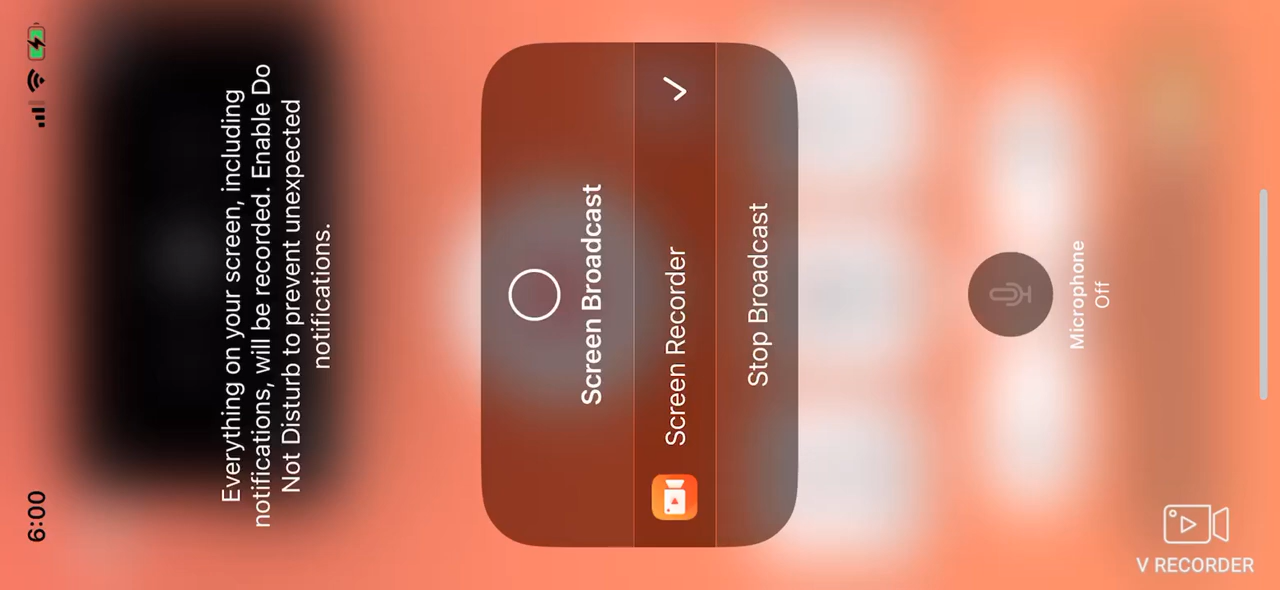 6:00
Everything on your screen, including
notifications, will be recorded. Enable Do
Not Disturb to prevent unexpected
notifications.
Screen Broadcast
Screen Recorder
Stop Broadcast
Microphone
Off
V RECORDER